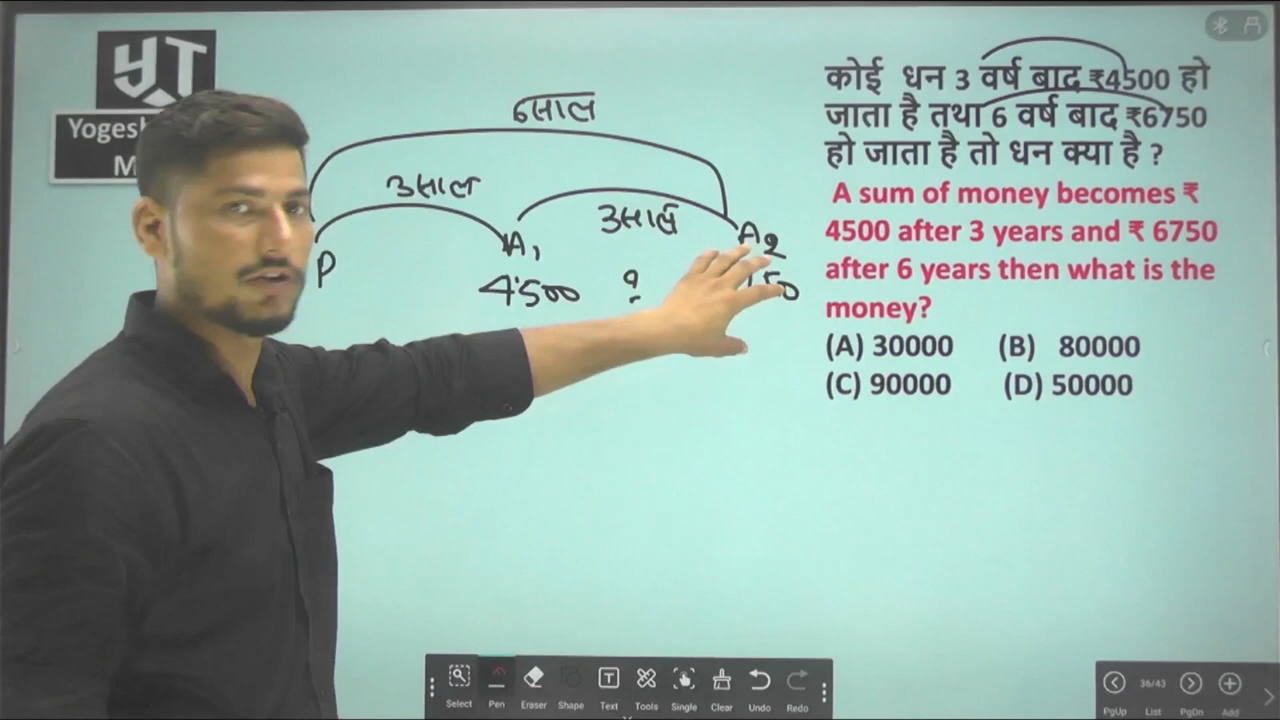 YT
कोई धन 3 वर्ष बाद ₹4500 हो
जाता है तथा 6 वर्ष बाद ₹6750
हो जाता है तो धन क्या है ?
A sum of money becomes ₹
4500 after 3 years and ₹ 6750
after 6 years then what is the
money?
(A) 30000 (B) 80000
(C) 90000 (D) 50000
6साल
3साल
3साल
P A1 A2
4500 ?
Select Pen Eraser Shape Text Tools Single Clear Undo Redo
36/43
PgUp List PgDn Add